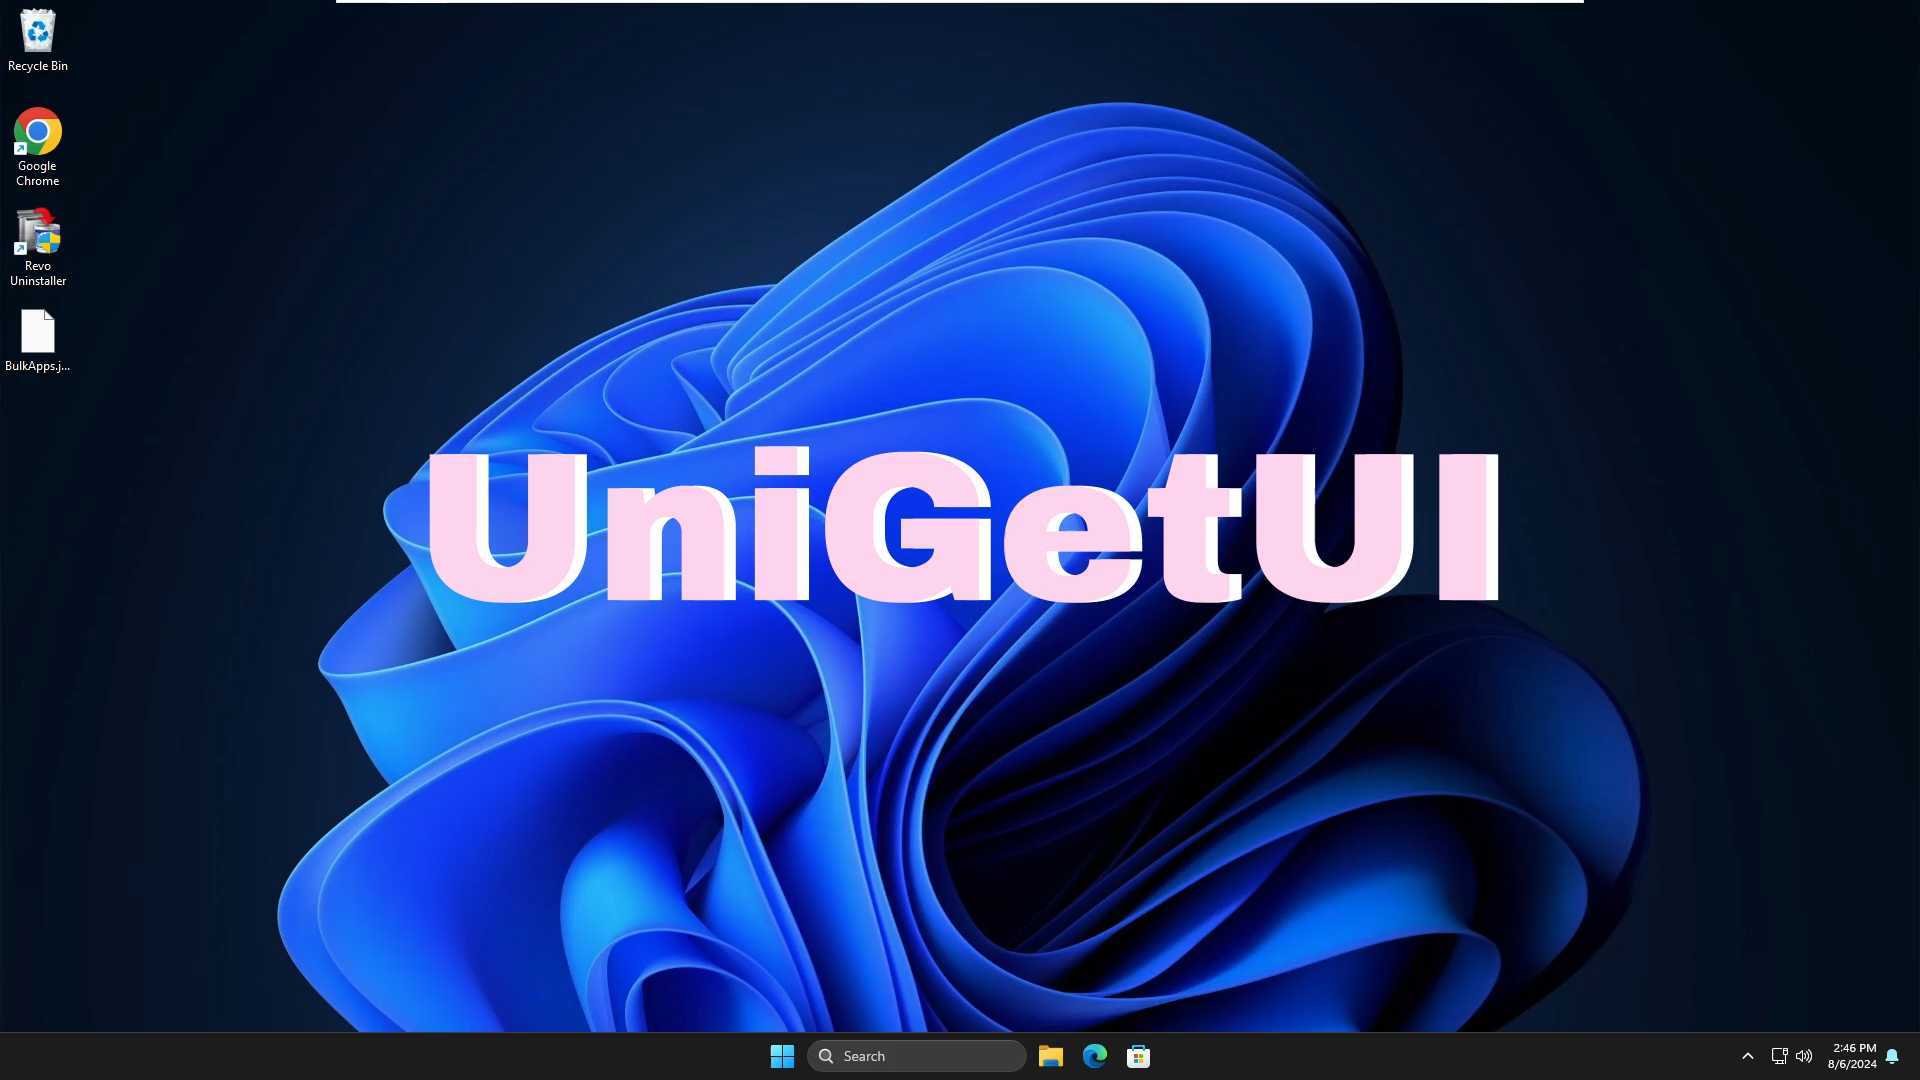 Recycle Bin
Google
Chrome
Revo
Uninstaller
BulkApps.j...
UniGetUI
Search
2:46 PM
8/6/2024